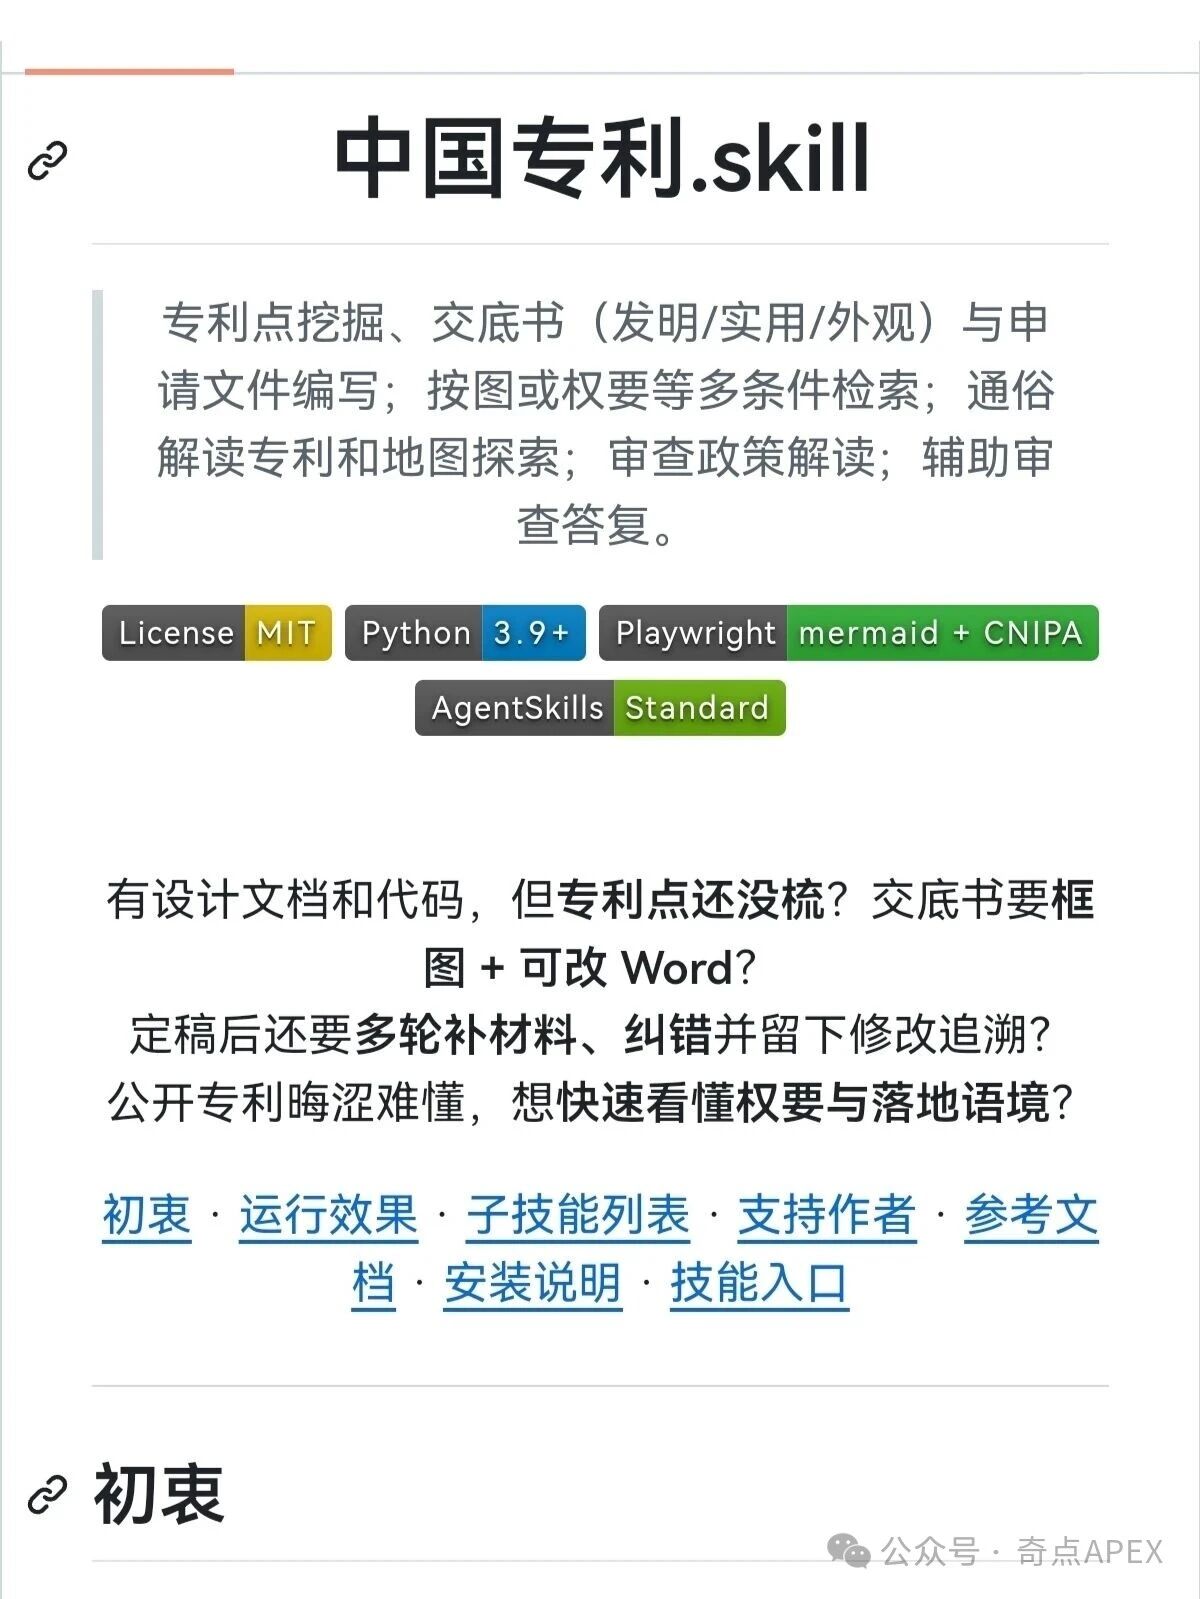 中国专利.skill
专利点挖掘、交底书（发明/实用/外观）与申
请文件编写；按图或权要等多条件检索；通俗
解读专利和地图探索；审查政策解读；辅助审
查答复。
License MIT Python 3.9+ Playwright mermaid + CNIPA
AgentSkills Standard
有设计文档和代码，但专利点还没梳？交底书要框
图 + 可改 Word？
定稿后还要多轮补材料、纠错并留下修改追溯？
公开专利晦涩难懂，想快速看懂权要与落地语境？
初衷 · 运行效果 · 子技能列表 · 支持作者 · 参考文
档 · 安装说明 · 技能入口
初衷
公众号 · 奇点APEX